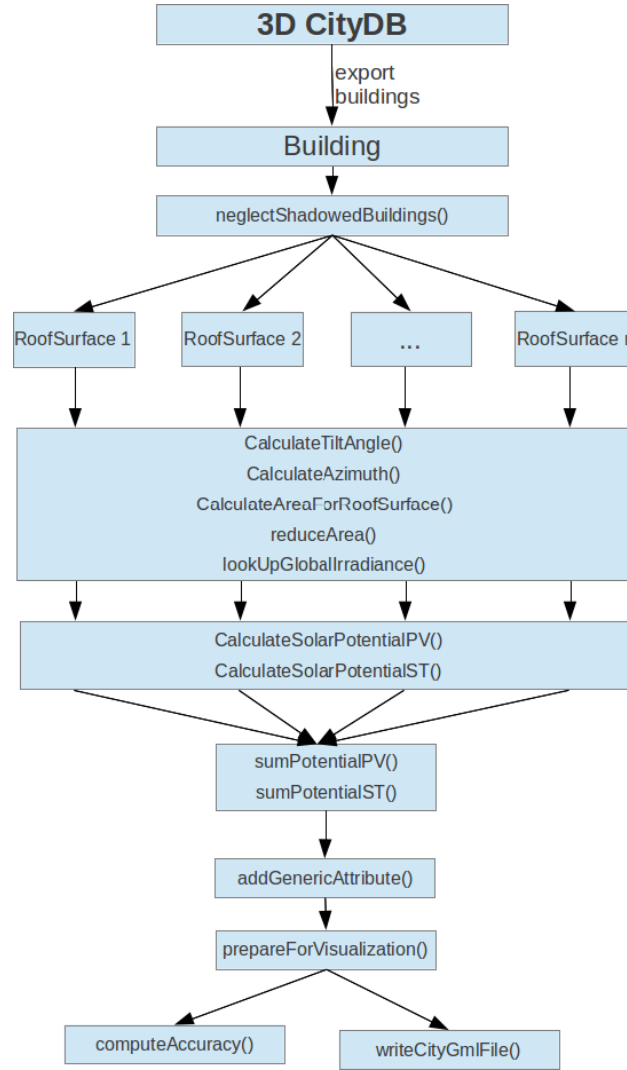 3D CityDB
export
buildings
Building
neglectShadowedBuildings()
RoofSurface 1
RoofSurface 2
...
RoofSurface n
CalculateTiltAngle()
CalculateAzimuth()
CalculateAreaForRoofSurface()
reduceArea()
lookUpGlobalIrradiance()
CalculateSolarPotentialPV()
CalculateSolarPotentialST()
sumPotentialPV()
sumPotentialST()
addGenericAttribute()
prepareForVisualization()
computeAccuracy()
writeCityGmlFile()